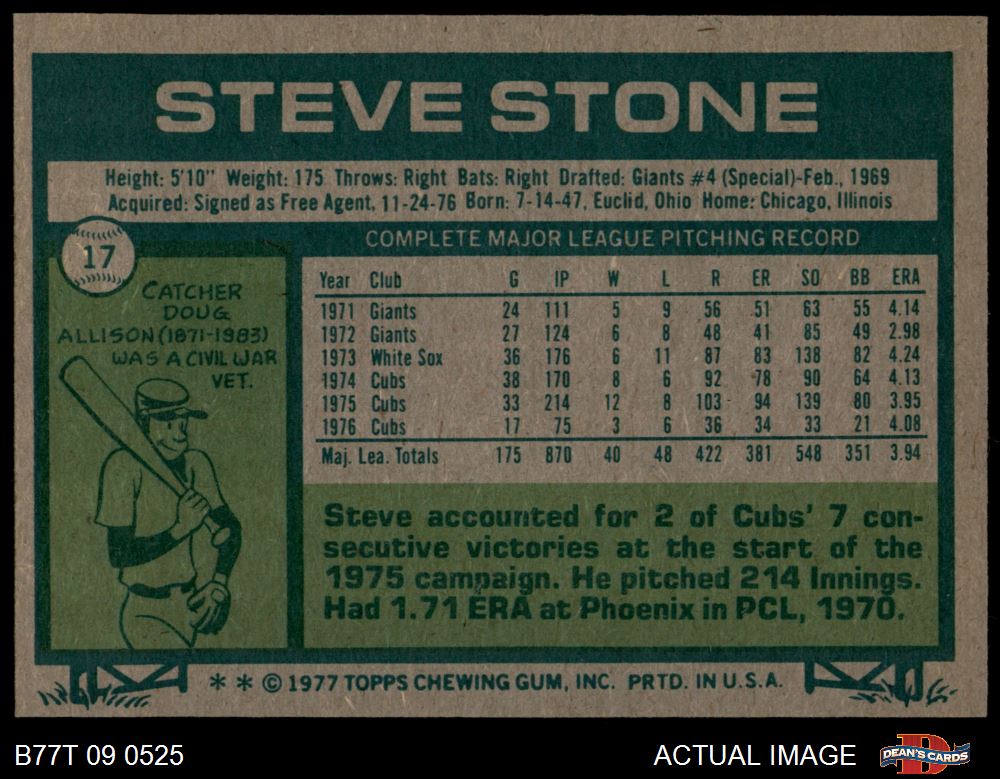 STEVE STONE
Height: 5'10" Weight: 175 Throws: Right Bats: Right Drafted: Giants #4 (Special)-Feb., 1969
Acquired: Signed as Free Agent, 11-24-76 Born: 7-14-47, Euclid, Ohio Home: Chicago, Illinois
17
CATCHER
DOUG
ALLISON (1871-1983)
WAS A CIVIL WAR
VET.
COMPLETE MAJOR LEAGUE PITCHING RECORD
Year Club G IP W L R ER SO BB ERA
1971 Giants 24 111 5 9 56 51 63 55 4.14
1972 Giants 27 124 6 8 48 41 85 49 2.98
1973 White Sox 36 176 6 11 87 83 138 82 4.24
1974 Cubs 38 170 8 6 92 78 90 64 4.13
1975 Cubs 33 214 12 8 103 94 139 80 3.95
1976 Cubs 17 75 3 6 36 34 33 21 4.08
Maj. Lea. Totals 175 870 40 48 422 381 548 351 3.94
Steve accounted for 2 of Cubs' 7 con-
secutive victories at the start of the
1975 campaign. He pitched 214 Innings.
Had 1.71 ERA at Phoenix in PCL, 1970.
* * © 1977 TOPPS CHEWING GUM, INC. PRTD. IN U.S.A.
B77T 09 0525
ACTUAL IMAGE
DEAN'S CARDS